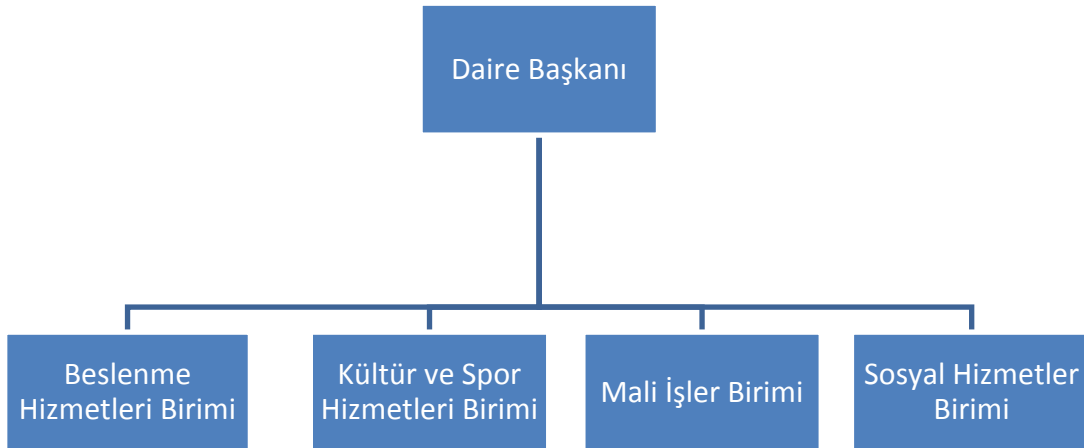 Daire Başkanı
Beslenme
Hizmetleri Birimi
Kültür ve Spor
Hizmetleri Birimi
Mali İşler Birimi
Sosyal Hizmetler
Birimi